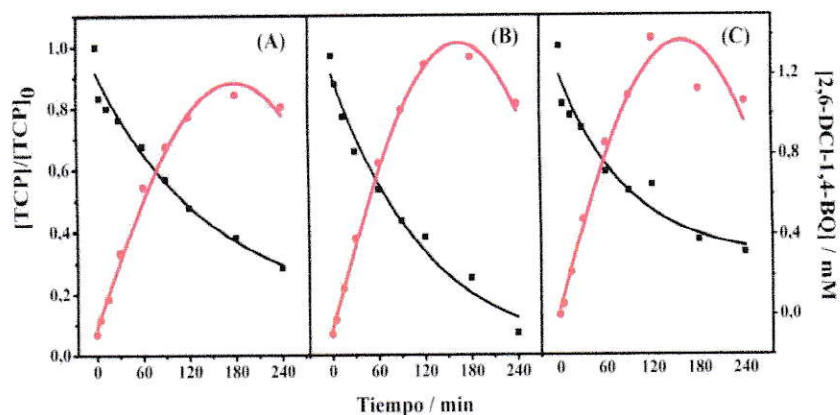 (A)
(B)
(C)
[TCP]/[TCP]0
1,0
0,8
0,6
0,4
0,2
0,0
0 60 120 180 240
0 60 120 180 240
0 60 120 180 240
Tiempo / min
1,2
0,8
0,4
0,0
[2,6-DCl-1,4-BQ] / mM